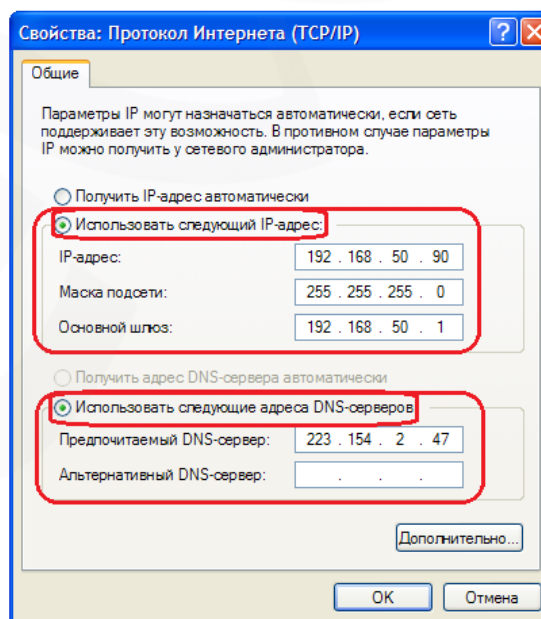 Свойства: Протокол Интернета (TCP/IP)
Общие
Параметры IP могут назначаться автоматически, если сеть
поддерживает эту возможность. В противном случае параметры
IP можно получить у сетевого администратора.
Получить IP-адрес автоматически
Использовать следующий IP-адрес:
IP-адрес: 192 . 168 . 50 . 90
Маска подсети: 255 . 255 . 255 . 0
Основной шлюз: 192 . 168 . 50 . 1
Получить адрес DNS-сервера автоматически
Использовать следующие адреса DNS-серверов
Предпочитаемый DNS-сервер: 223 . 154 . 2 . 47
Альтернативный DNS-сервер: . . .
Дополнительно...
OK Отмена